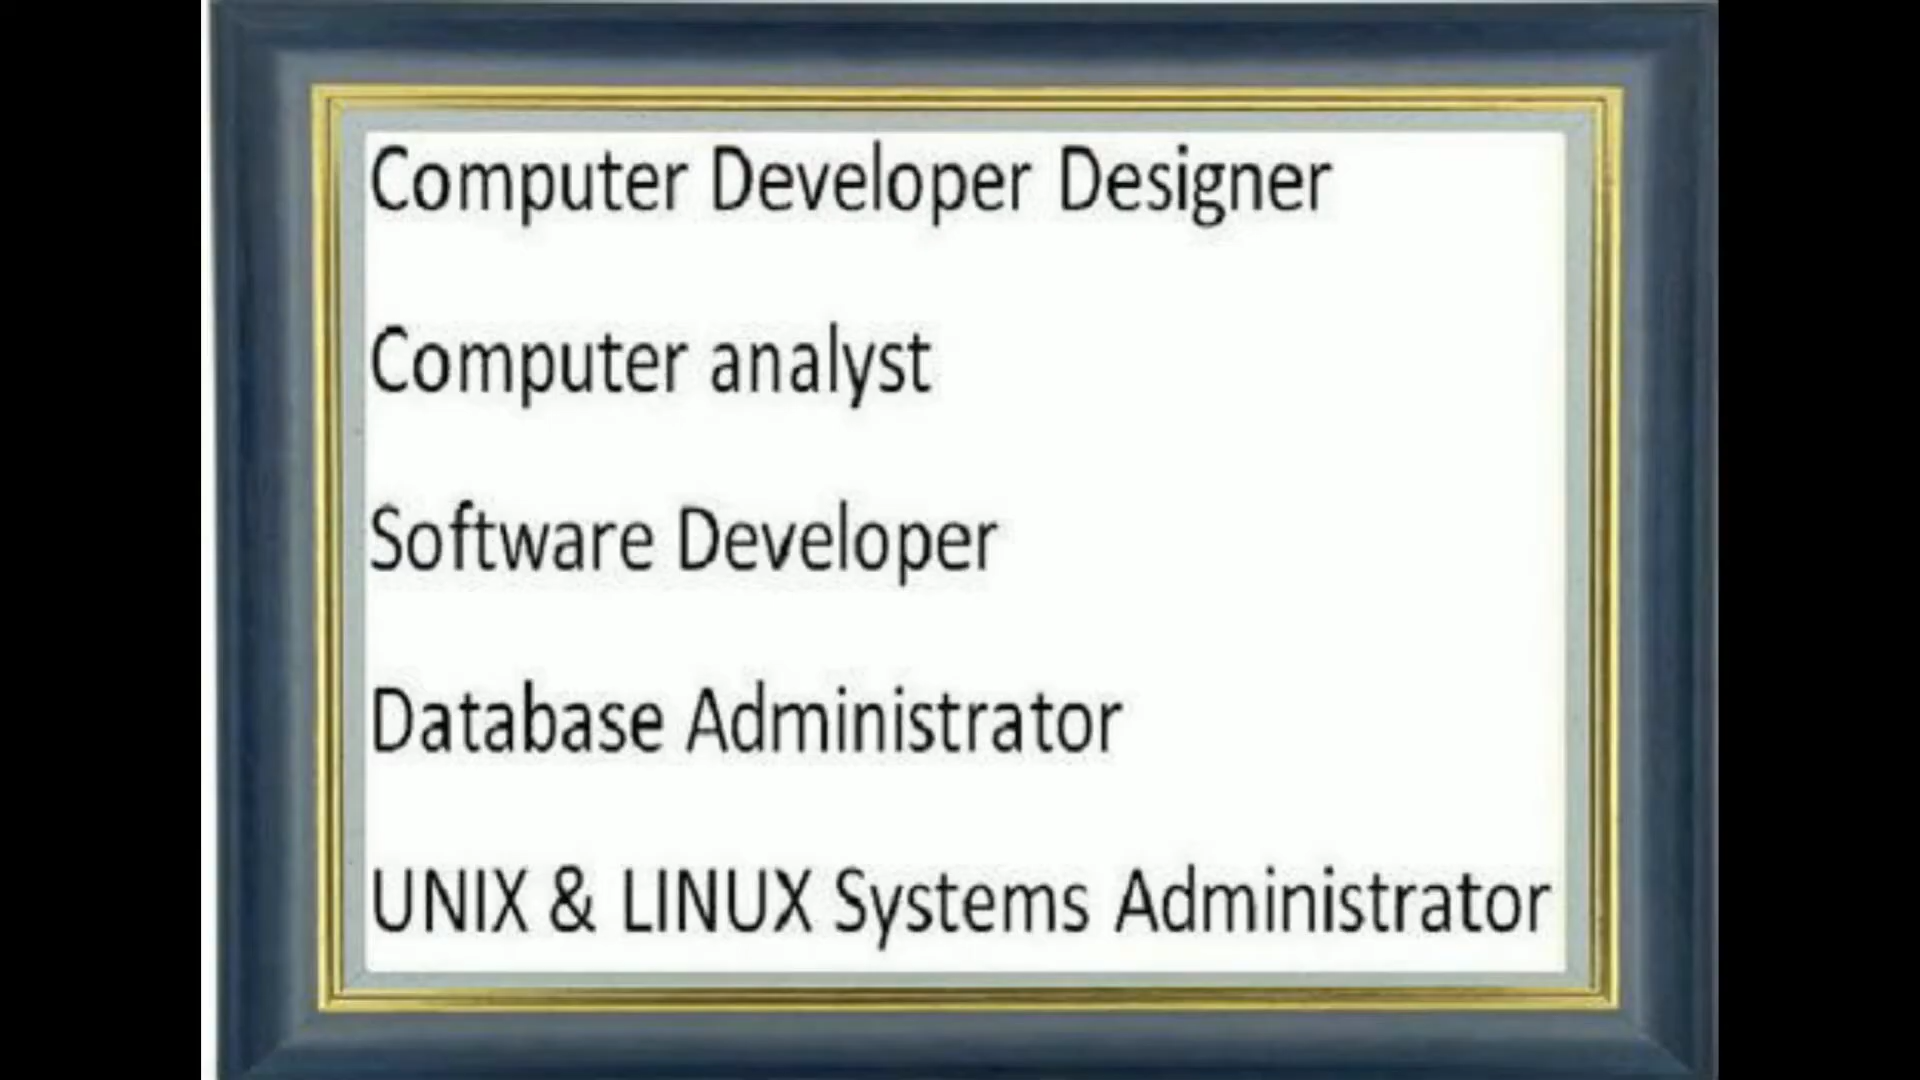 Computer Developer Designer
Computer analyst
Software Developer
Database Administrator
UNIX & LINUX Systems Administrator